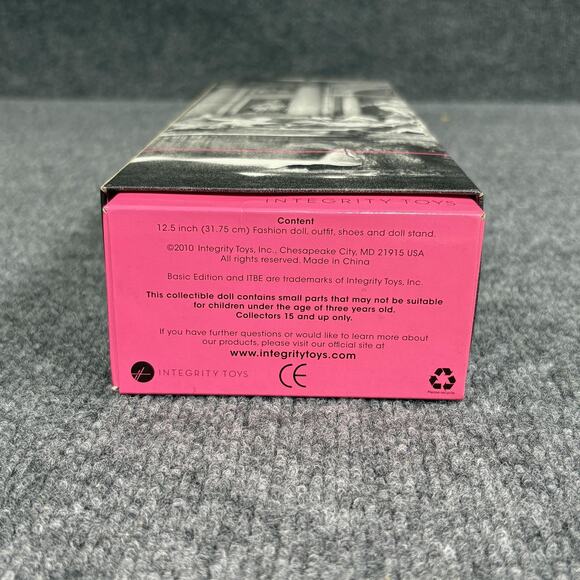 INTEGRITY TOYS
Content
12.5 inch (31.75 cm) Fashion doll, outfit, shoes and doll stand.
©2010 Integrity Toys, Inc., Chesapeake City, MD 21915 USA
All rights reserved. Made in China
Basic Edition and ITBE are trademarks of Integrity Toys, Inc.
This collectible doll contains small parts that may not be suitable
for children under the age of three years old.
Collectors 15 and up only.
If you have further questions or would like to learn more about
our products, please visit our official site at
www.integritytoys.com
INTEGRITY TOYS
CE
Please recycle